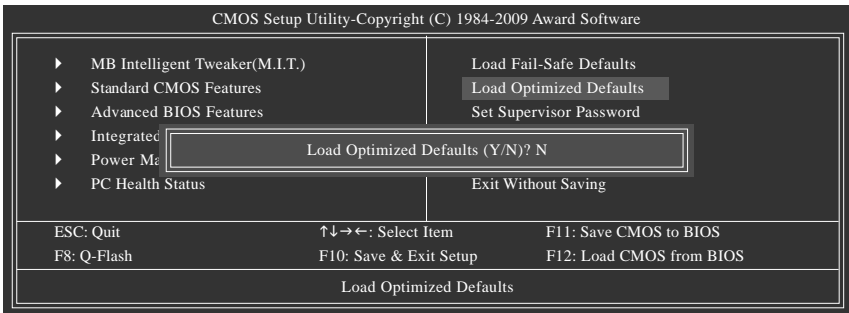 CMOS Setup Utility-Copyright (C) 1984-2009 Award Software
MB Intelligent Tweaker(M.I.T.)
Standard CMOS Features
Advanced BIOS Features
Integrated
Power Ma
PC Health Status
Load Fail-Safe Defaults
Load Optimized Defaults
Set Supervisor Password
Exit Without Saving
Load Optimized Defaults (Y/N)? N
ESC: Quit ↑↓→←: Select Item F11: Save CMOS to BIOS
F8: Q-Flash F10: Save & Exit Setup F12: Load CMOS from BIOS
Load Optimized Defaults